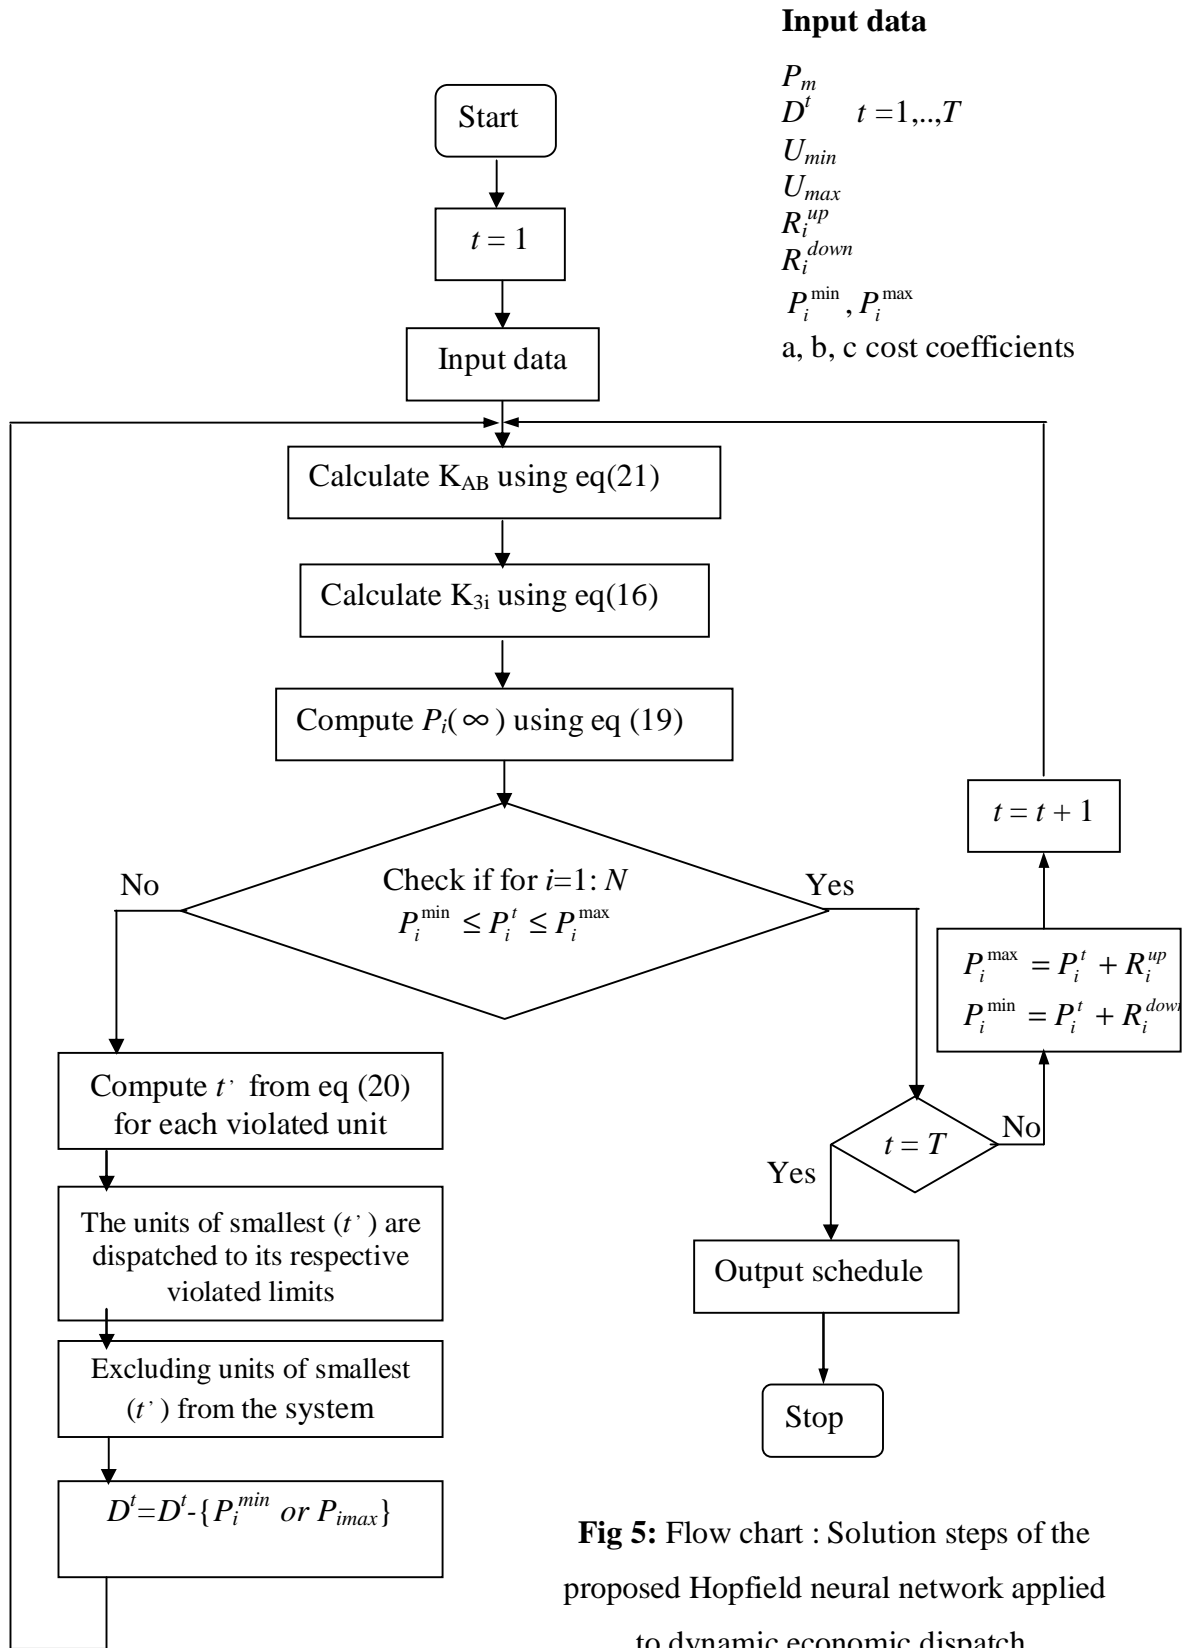 Input data
P_m
D^t t =1,..,T
U_min
U_max
R_i^up
R_i^down
P_i^min , P_i^max
a, b, c cost coefficients
Start
t = 1
Input data
Calculate K_AB using eq(21)
Calculate K_3i using eq(16)
Compute P_i(∞) using eq (19)
Check if for i=1: N
P_i^min ≤ P_i^t ≤ P_i^max
No
Yes
t = t + 1
P_i^max = P_i^t + R_i^up
P_i^min = P_i^t + R_i^down
Compute t’ from eq (20)
for each violated unit
t = T
No
Yes
The units of smallest (t’) are
dispatched to its respective
violated limits
Output schedule
Excluding units of smallest
(t’) from the system
Stop
D^t=D^t-{P_i^min or P_imax}
Fig 5: Flow chart : Solution steps of the
proposed Hopfield neural network applied
to dynamic economic dispatch